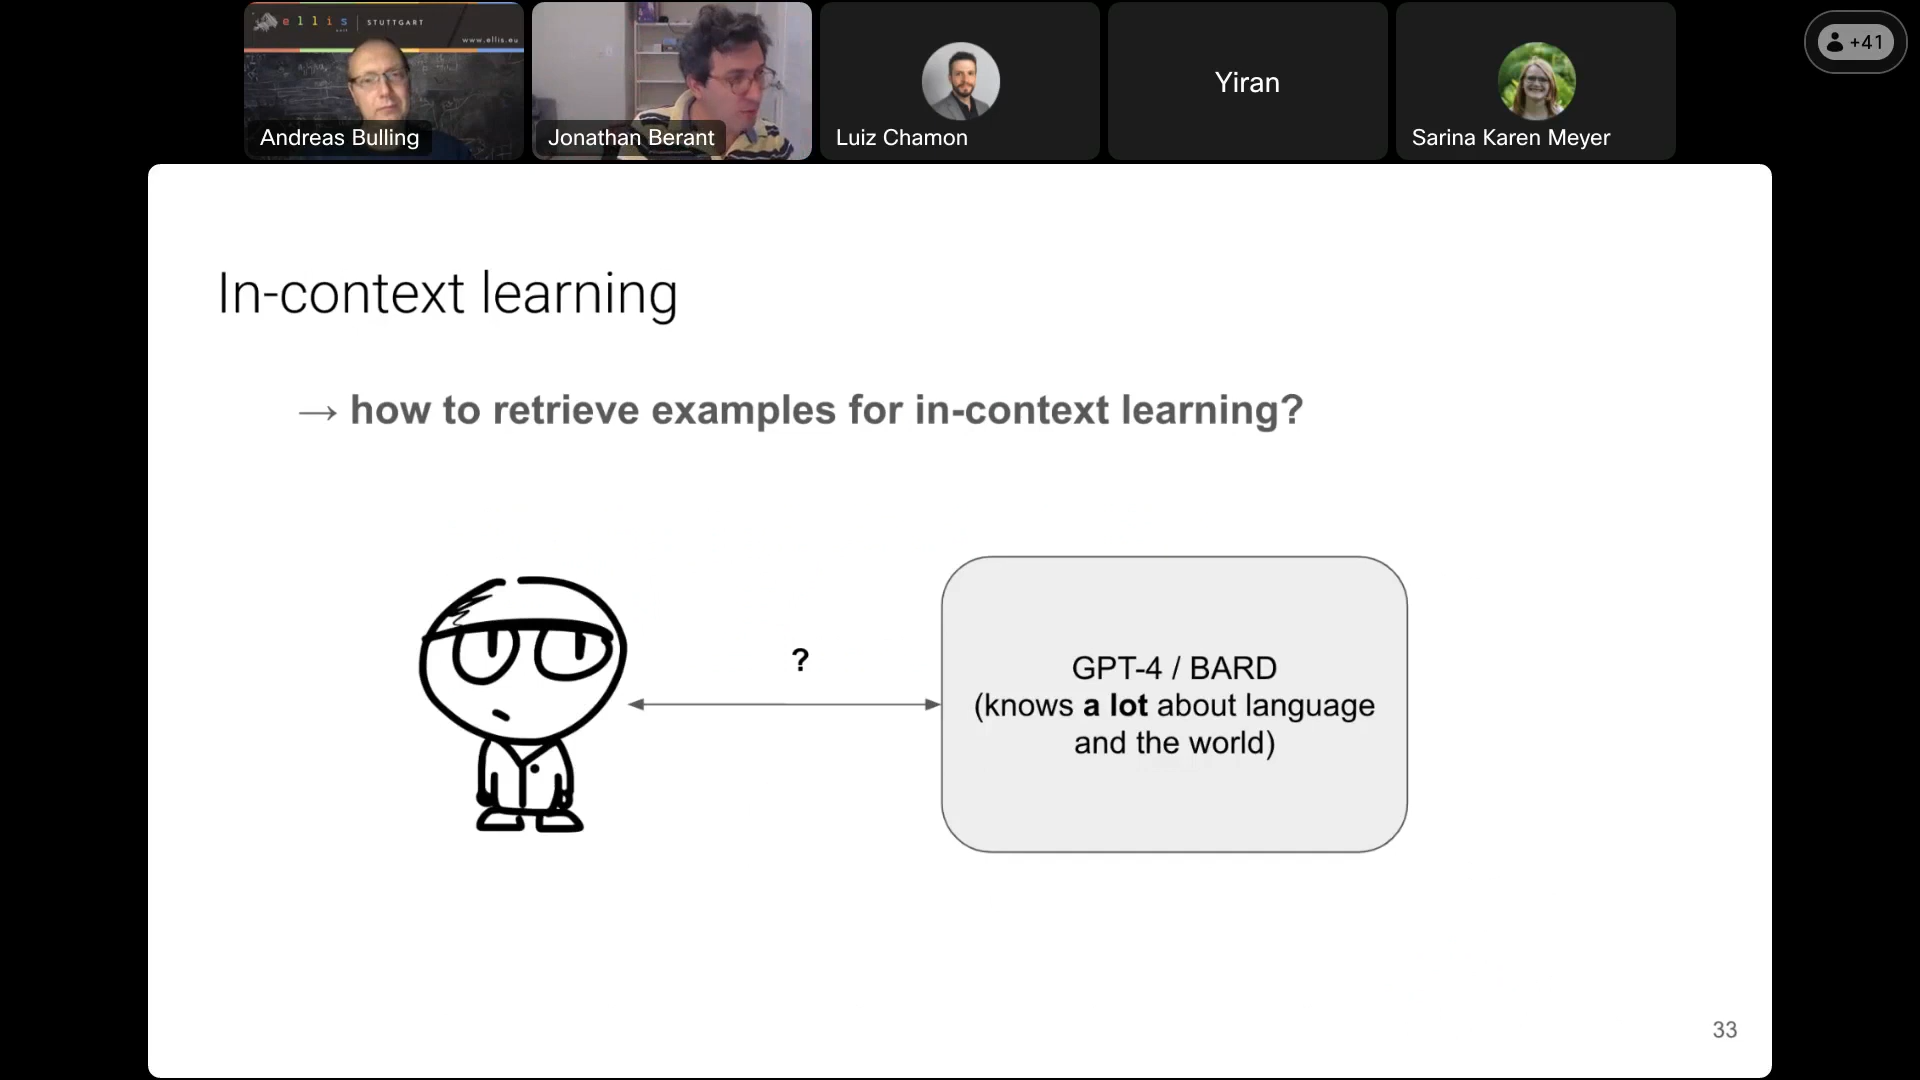 ellis
STUTTGART
www.ellis.eu
Andreas Bulling
Jonathan Berant
Luiz Chamon
Yiran
Sarina Karen Meyer
+41
In-context learning
→ how to retrieve examples for in-context learning?
?
GPT-4 / BARD
(knows a lot about language
and the world)
33